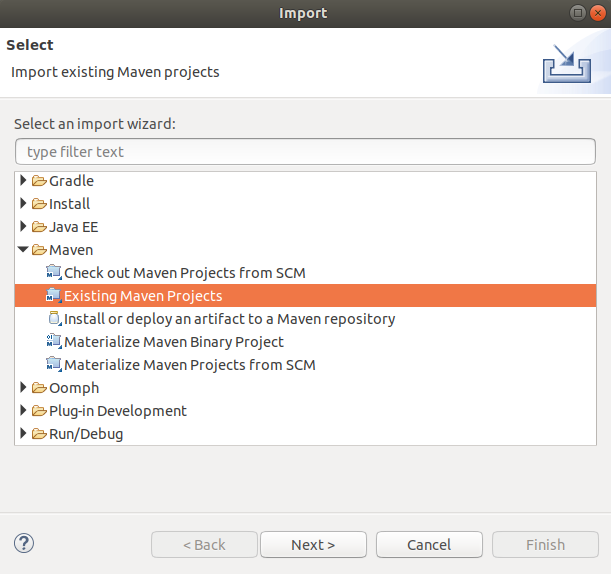 Import
Select
Import existing Maven projects
Select an import wizard:
type filter text
Gradle
Install
Java EE
Maven
Check out Maven Projects from SCM
Existing Maven Projects
Install or deploy an artifact to a Maven repository
Materialize Maven Binary Project
Materialize Maven Projects from SCM
Oomph
Plug-in Development
Run/Debug
? < Back Next > Cancel Finish